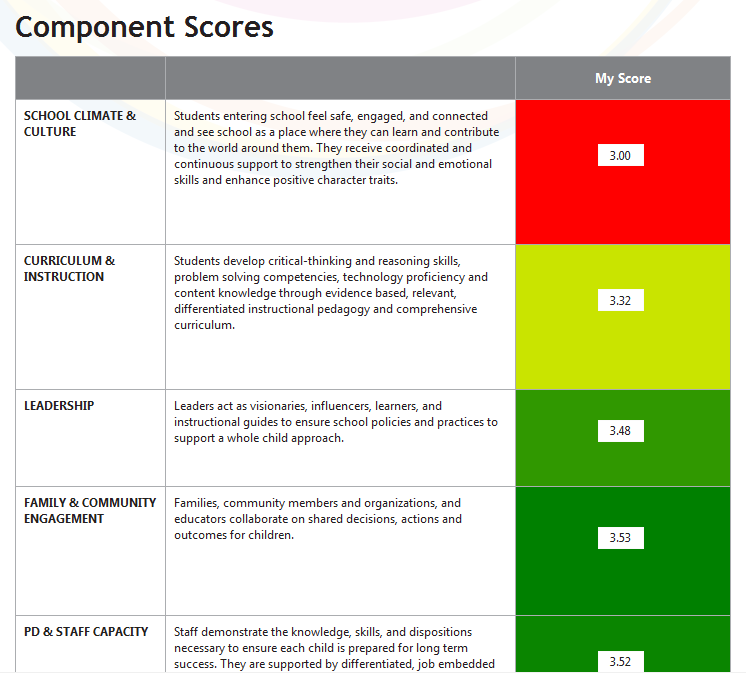 Component Scores
My Score
SCHOOL CLIMATE &
CULTURE
Students entering school feel safe, engaged, and connected
and see school as a place where they can learn and contribute
to the world around them. They receive coordinated and
continuous support to strengthen their social and emotional
skills and enhance positive character traits.
3.00
CURRICULUM &
INSTRUCTION
Students develop critical-thinking and reasoning skills,
problem solving competencies, technology proficiency and
content knowledge through evidence based, relevant,
differentiated instructional pedagogy and comprehensive
curriculum.
3.32
LEADERSHIP
Leaders act as visionaries, influencers, learners, and
instructional guides to ensure school policies and practices to
support a whole child approach.
3.48
FAMILY & COMMUNITY
ENGAGEMENT
Families, community members and organizations, and
educators collaborate on shared decisions, actions and
outcomes for children.
3.53
PD & STAFF CAPACITY
Staff demonstrate the knowledge, skills, and dispositions
necessary to ensure each child is prepared for long term
success. They are supported by differentiated, job embedded
3.52